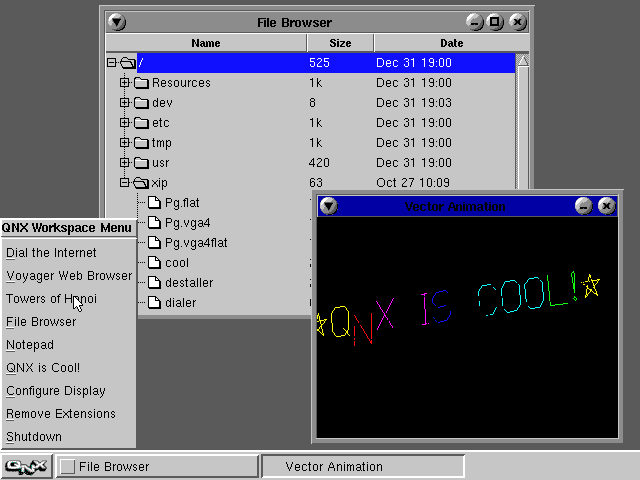 File Browser
Name Size Date
/ 525 Dec 31 19:00
Resources 1k Dec 31 19:00
dev 8 Dec 31 19:03
etc 1k Dec 31 19:00
tmp 1k Dec 31 19:00
usr 420 Dec 31 19:00
xip 63 Oct 27 10:09
Pg.flat
Pg.vga4
Pg.vga4flat
cool
destaller
dialer
Vector Animation
QNX IS COOL!
QNX Workspace Menu
Dial the Internet
Voyager Web Browser
Towers of Hanoi
File Browser
Notepad
QNX is Cool!
Configure Display
Remove Extensions
Shutdown
QNX File Browser Vector Animation